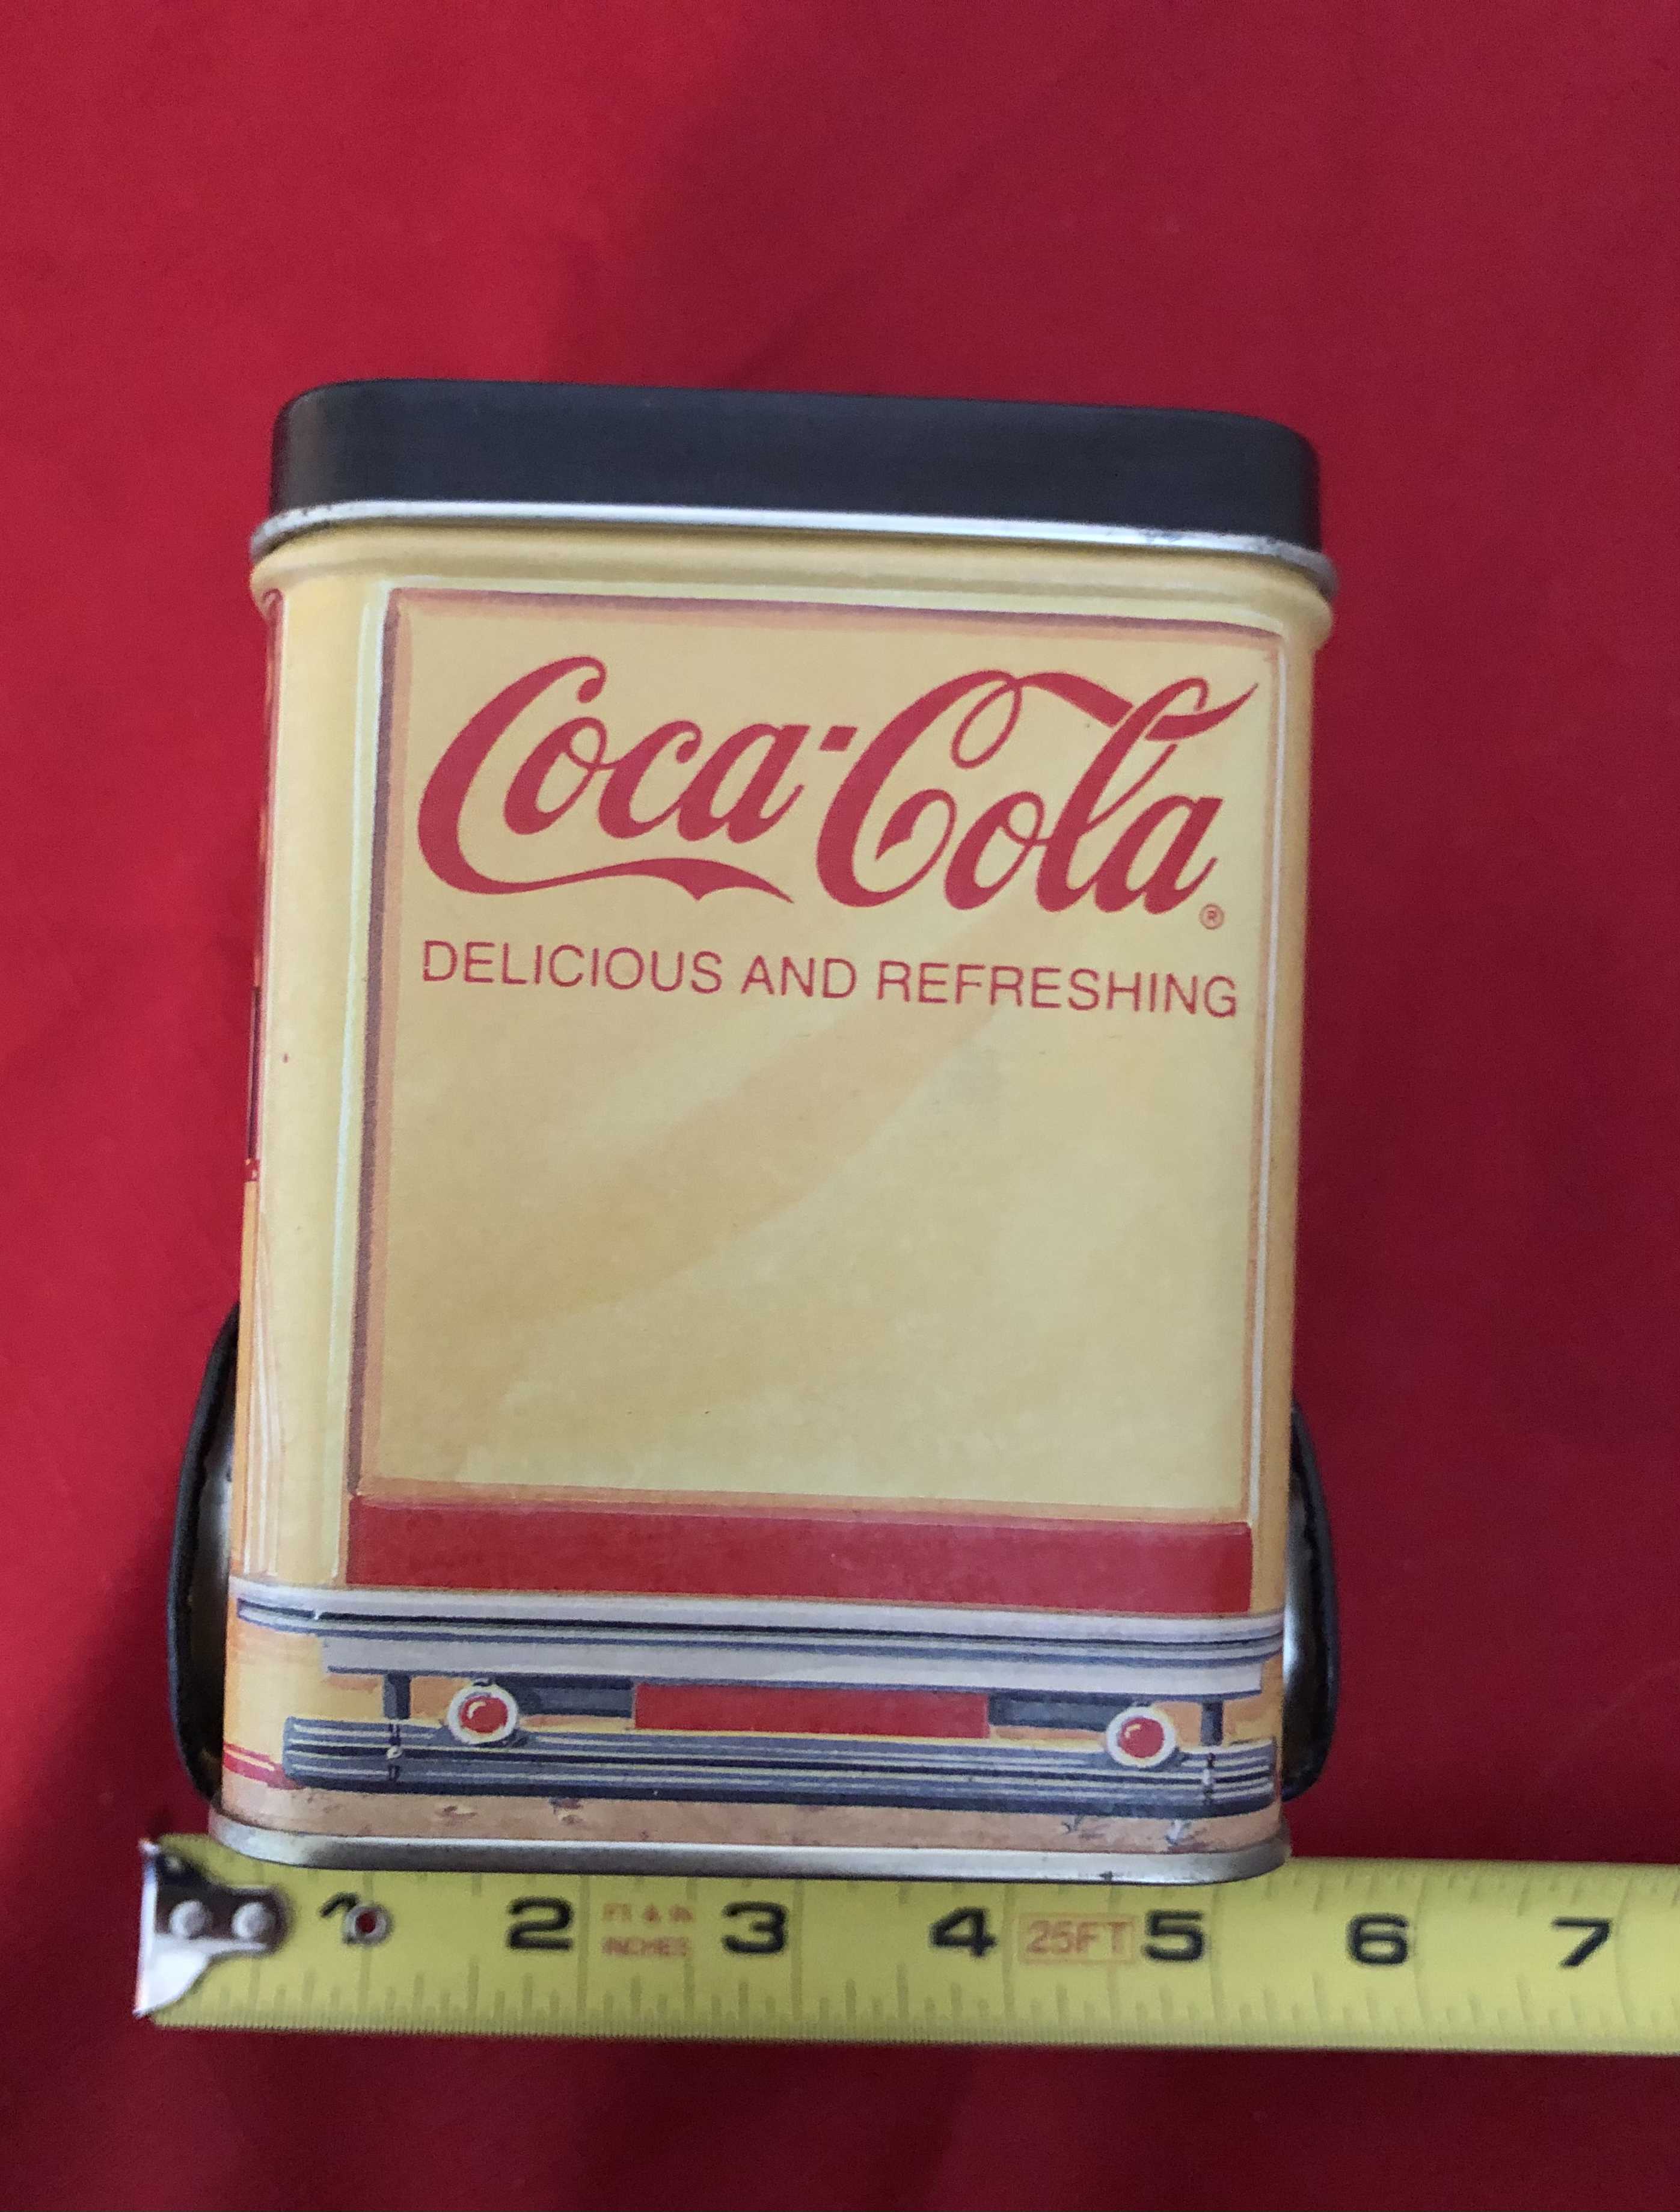 Coca-Cola®
DELICIOUS AND REFRESHING
1 2 FT & IN 3 4 25FT 5 6 7
INCHES